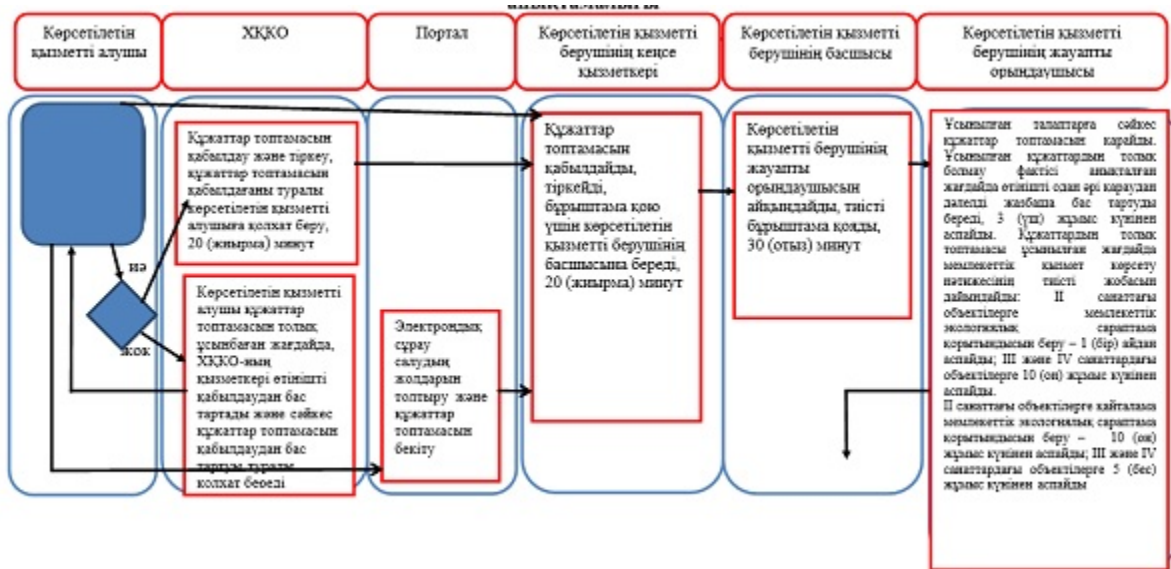 анықтамалығы
Көрсетілетін
қызметті алушы
ХҚКО
Портал
Көрсетілетін қызметті
берушінің кеңсе
қызметкері
Көрсетілетін қызметті
берушінің басшысы
Көрсетілетін қызметті
берушінің жауапты
орындаушысы
иә
жоқ
Құжаттар топтамасын
қабылдау және тіркеу,
құжаттар топтамасын
қабылдағаны туралы
көрсетілетін қызметті
алушыға қолхат беру,
20 (жиырма) минут
Көрсетілетін қызметті
алушы құжаттар
топтамасын толық
ұсынбаған жағдайда,
ХҚКО-ның
қызметкері өтінішті
қабылдаудан бас
тартады және сәйкес
құжаттар топтамасын
қабылдаудан бас
тартуы туралы
қолхат береді
Электрондық
сұрау
салудың
жолдарын
толтыру және
құжаттар
топтамасын
бекіту
Құжаттар
топтамасын
қабылдайды,
тіркейді,
бұрыштама қою
үшін көрсетілетін
қызметті берушінің
басшысына береді,
20 (жиырма) минут
Көрсетілетін
қызметті берушінің
жауапты
орындаушысын
айқындайды, тиісті
бұрыштама қояды,
30 (отыз) минут
Ұсынылған талаптарға сәйкес
құжаттар топтамасын қарайды.
Ұсынылған құжаттардың толық
болмау фактісі анықталған
жағдайда өтінішті одан әрі қараудан
дәлелді жазбаша бас тартуды
береді, 3 (үш) жұмыс күнінен
аспайды. Құжаттардың толық
топтамасы ұсынылған жағдайда
мемлекеттік қызмет көрсету
нәтижесінің тиісті жобасын
дайындайды: II санаттағы
объектілерге мемлекеттік
экологиялық сараптама
қорытындысын беру – 1 (бір) айдан
аспайды; III және IV санаттардағы
объектілерге 10 (он) жұмыс күнінен
аспайды.
II санаттағы объектілерге қайталама
мемлекеттік экологиялық сараптама
қорытындысын беру – 10 (он)
жұмыс күнінен аспайды; III және IV
санаттардағы объектілерге 5 (бес)
жұмыс күнінен аспайды